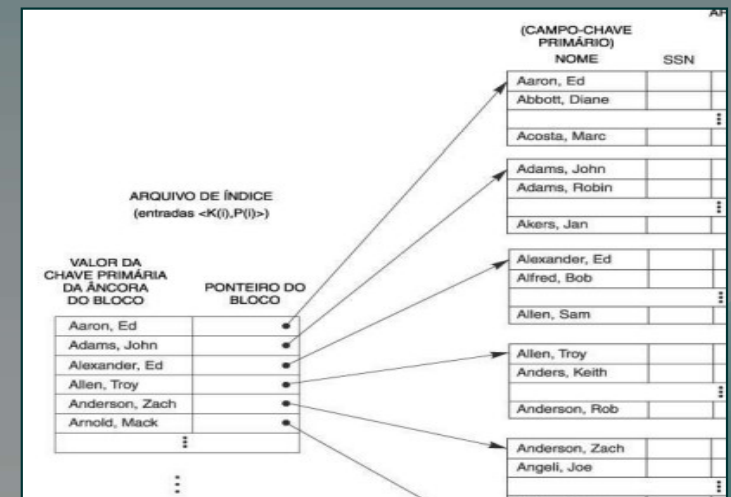 (CAMPO-CHAVE
PRIMÁRIO)
NOME
SSN
Aaron, Ed
Abbott, Diane
Acosta, Marc
Adams, John
Adams, Robin
Akers, Jan
Alexander, Ed
Alfred, Bob
Allen, Sam
Allen, Troy
Anders, Keith
Anderson, Rob
Anderson, Zach
Angeli, Joe
ARQUIVO DE ÍNDICE
(entradas <K(i),P(i)>)
VALOR DA
CHAVE PRIMÁRIA
DA ÂNCORA
DO BLOCO
PONTEIRO DO
BLOCO
Aaron, Ed
Adams, John
Alexander, Ed
Allen, Troy
Anderson, Zach
Arnold, Mack